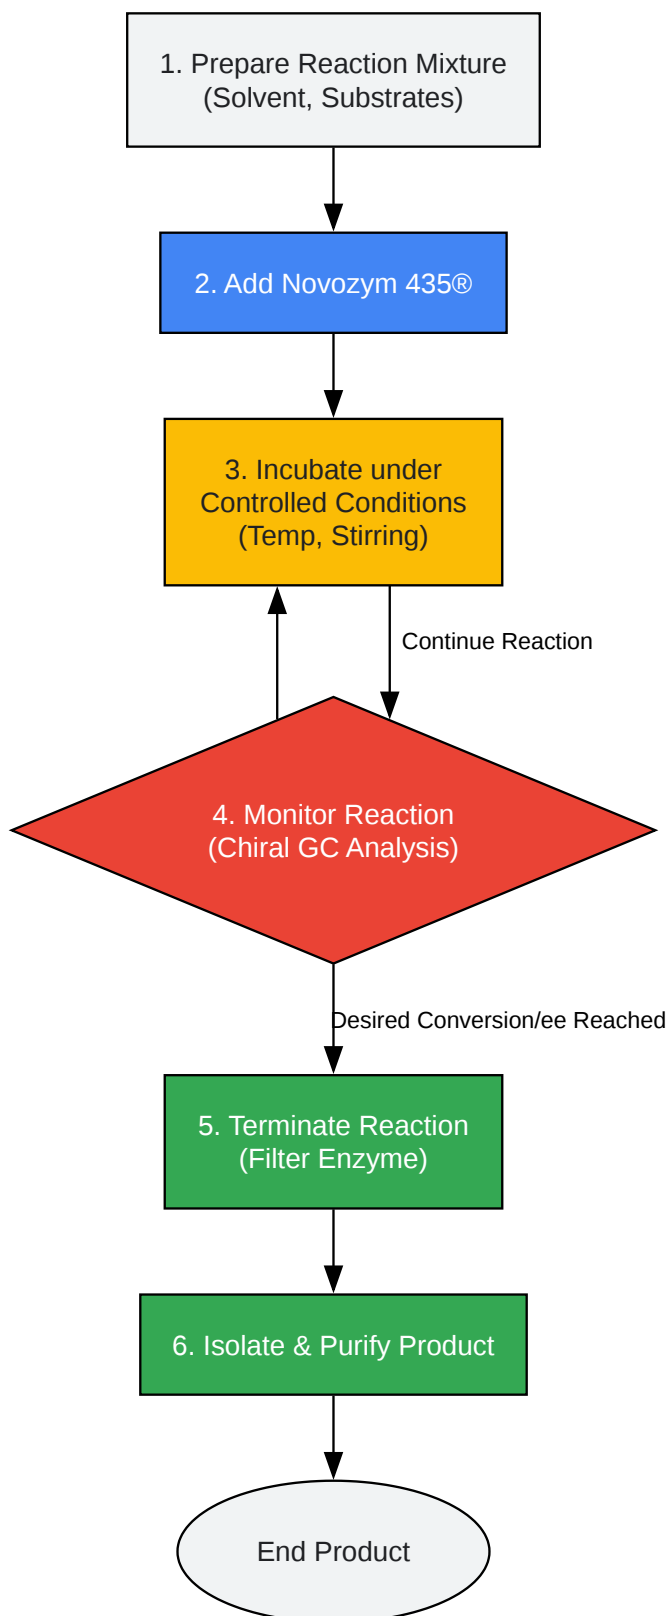 1. Prepare Reaction Mixture
(Solvent, Substrates)
2. Add Novozym 435®
3. Incubate under
Controlled Conditions
(Temp, Stirring)
Continue Reaction
4. Monitor Reaction
(Chiral GC Analysis)
Desired Conversion/ee Reached
5. Terminate Reaction
(Filter Enzyme)
6. Isolate & Purify Product
End Product